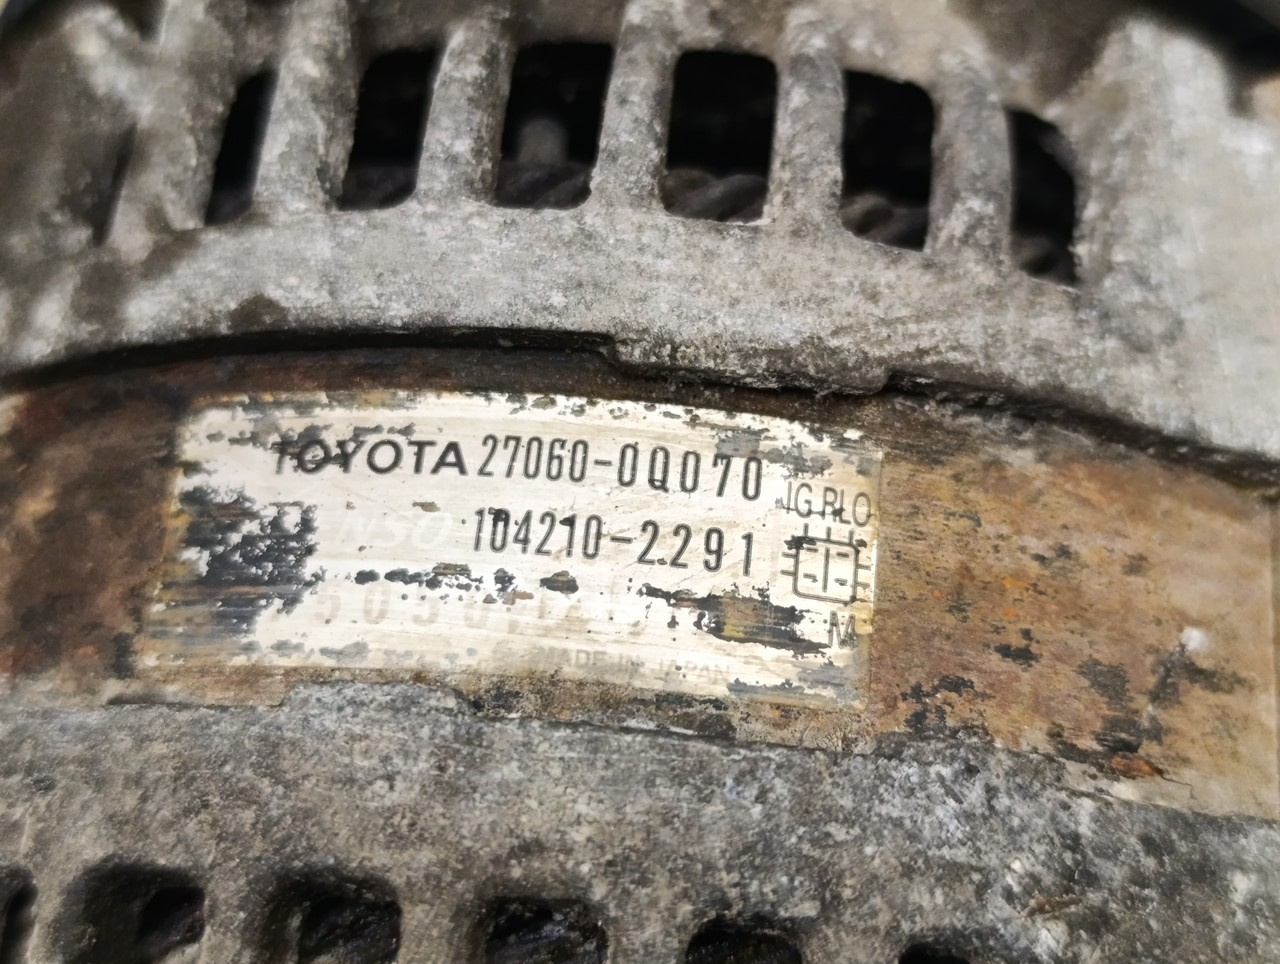 TOYOTA 27060-0Q070
IG RLO
104210-2291
M
MADE IN JAPAN